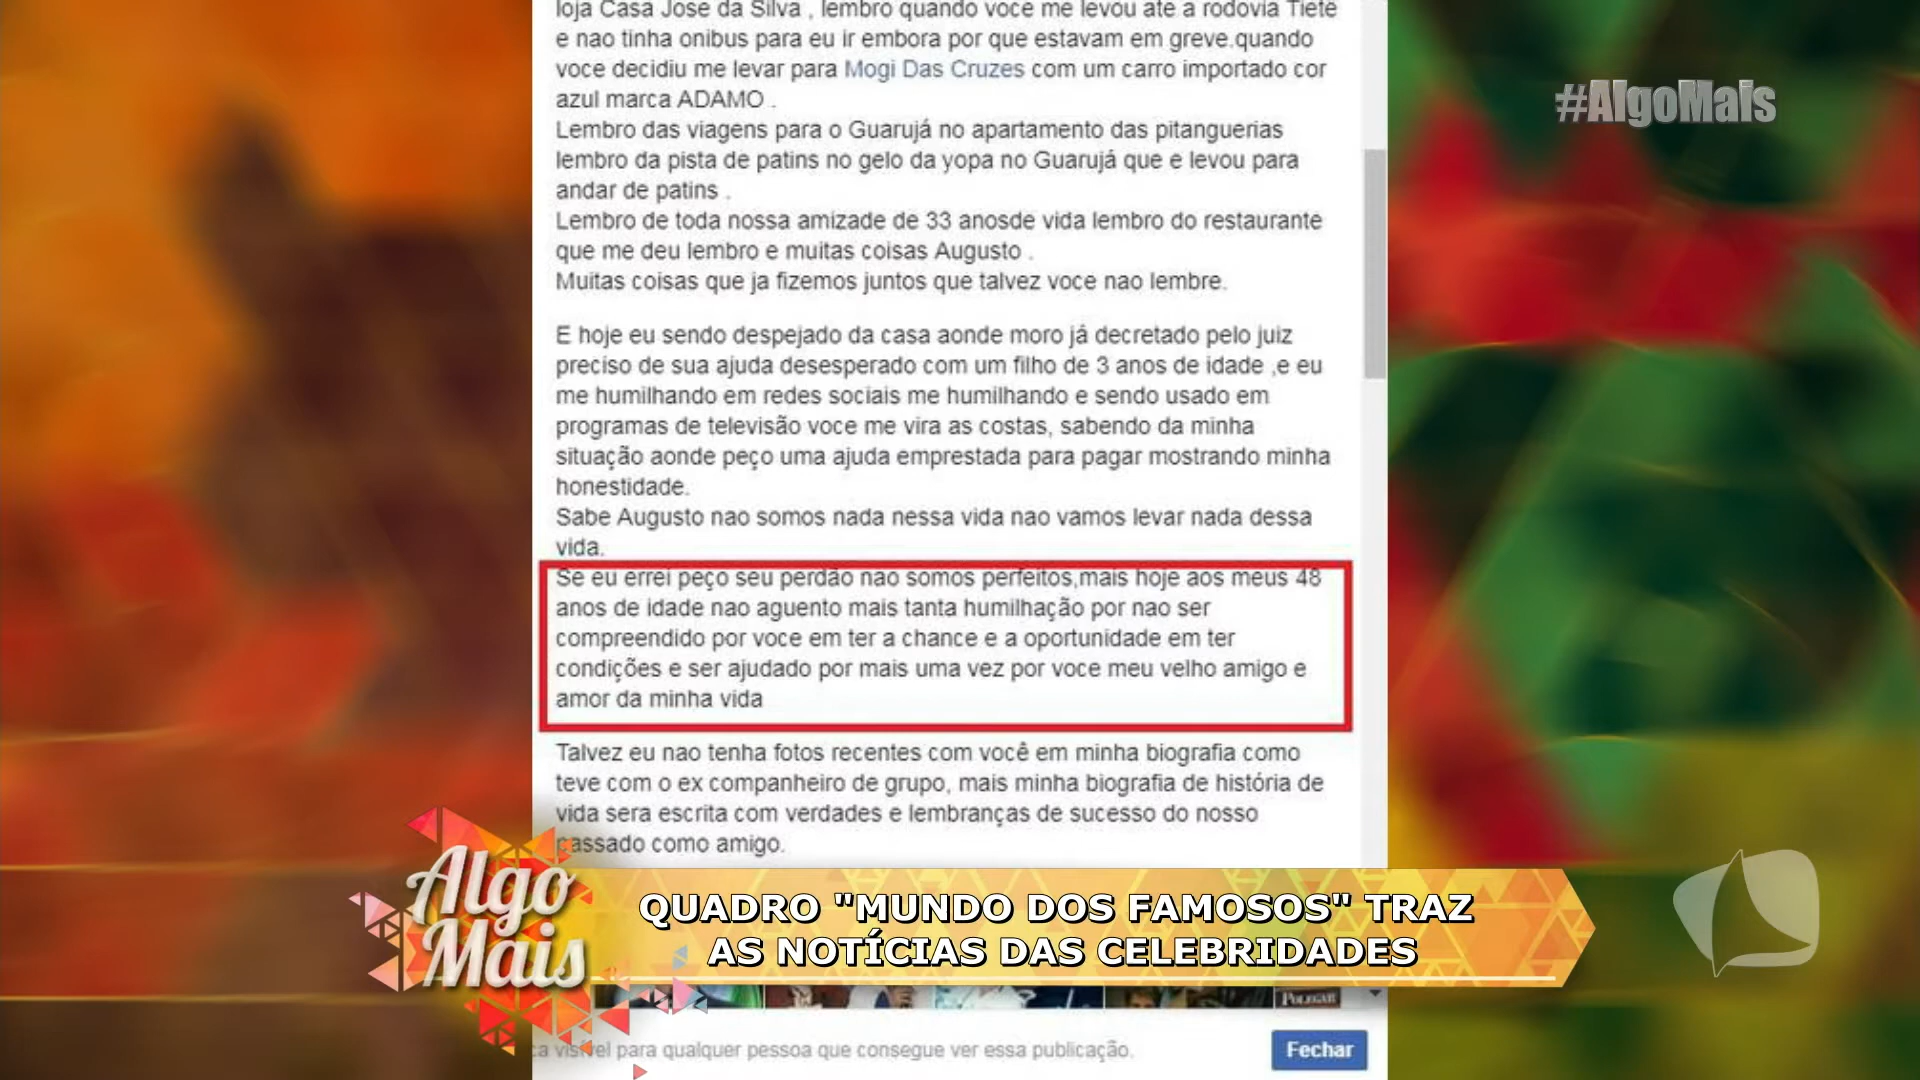 loja Casa Jose da Silva , lembro quando voce me levou ate a rodovia Tiete
e nao tinha onibus para eu ir embora por que estavam em greve.quando
voce decidiu me levar para Mogi Das Cruzes com um carro importado cor
azul marca ADAMO .
#AlgoMais
Lembro das viagens para o Guarujá no apartamento das pitanguerias
lembro da pista de patins no gelo da yopa no Guarujá que e levou para
andar de patins .
Lembro de toda nossa amizade de 33 anosde vida lembro do restaurante
que me deu lembro e muitas coisas Augusto .
Muitas coisas que ja fizemos juntos que talvez voce nao lembre.
E hoje eu sendo despejado da casa aonde moro já decretado pelo juiz
preciso de sua ajuda desesperado com um filho de 3 anos de idade ,e eu
me humilhando em redes sociais me humilhando e sendo usado em
programas de televisão voce me vira as costas, sabendo da minha
situação aonde peço uma ajuda emprestada para pagar mostrando minha
honestidade.
Sabe Augusto nao somos nada nessa vida nao vamos levar nada dessa
vida.
Se eu errei peço seu perdão nao somos perfeitos,mais hoje aos meus 48
anos de idade nao aguento mais tanta humilhação por nao ser
compreendido por voce em ter a chance e a oportunidade em ter
condições e ser ajudado por mais uma vez por voce meu velho amigo e
amor da minha vida
Talvez eu nao tenha fotos recentes com você em minha biografia como
teve com o ex companheiro de grupo, mais minha biografia de história de
vida sera escrita com verdades e lembranças de sucesso do nosso
passado como amigo.
Algo
Mais
QUADRO "MUNDO DOS FAMOSOS" TRAZ
AS NOTÍCIAS DAS CELEBRIDADES
POLEGAR
visível para qualquer pessoa que consegue ver essa publicação.
Fechar